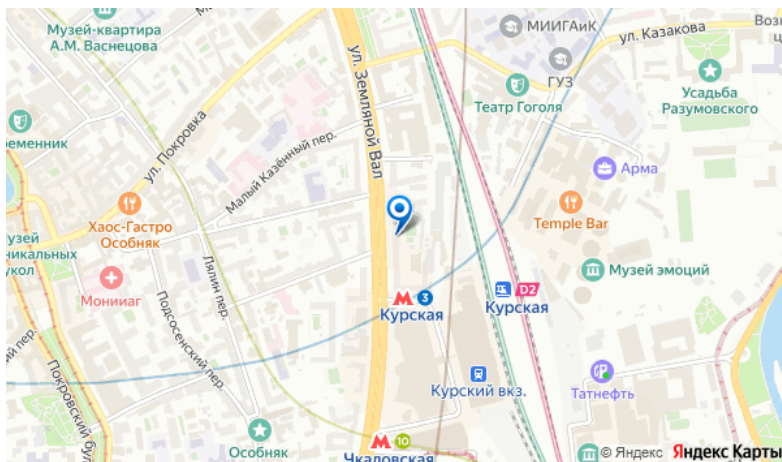 Музей-квартира
А.М. Васнецова
МИИГАиК
ул. Казакова
ГУЗ
Театр Гоголя
Усадьба
Разумовского
ул. Земляной Вал
ул. Покровка
Малый Казённый пер.
Арма
Хаос-Гастро
Особняк
Temple Bar
Музей эмоций
Мониаг
Лялин пер.
Подсосенский пер.
3
Курская
D2
Курская
Курский вкз.
Татнефть
Особняк
10
Чкаловская
© Яндекс Яндекс Карты